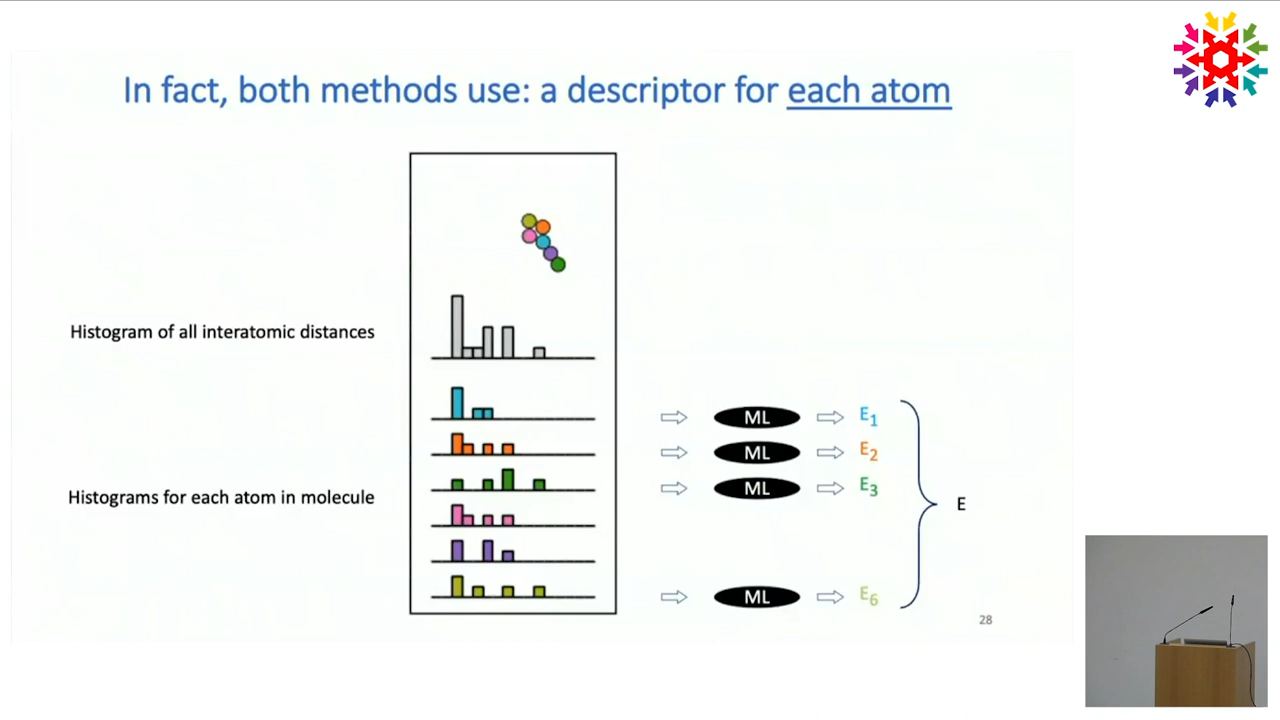 In fact, both methods use: a descriptor for each atom
Histogram of all interatomic distances
Histograms for each atom in molecule
ML E₁
ML E₂
ML E₃
ML E₆
E
28